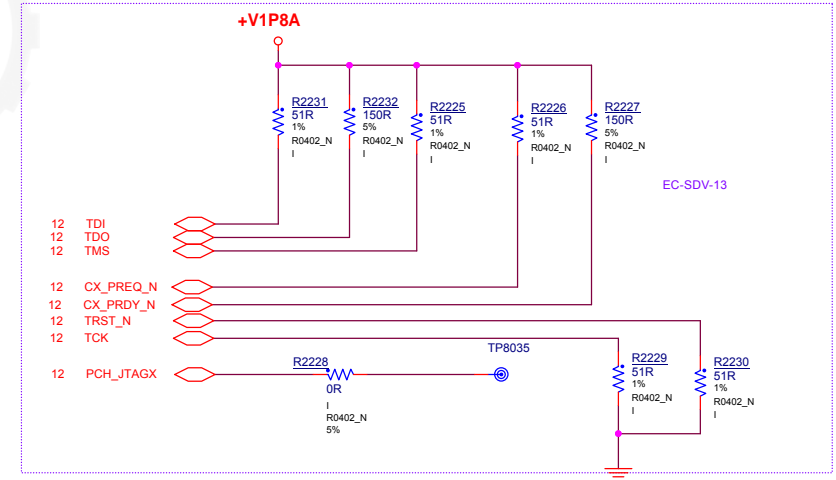 +V1P8A
R2231
51R
1%
R0402_N
I
R2232
150R
5%
R0402_N
I
R2225
51R
1%
R0402_N
I
R2226
51R
1%
R0402_N
I
R2227
150R
5%
R0402_N
I
EC-SDV-13
12 TDI
12 TDO
12 TMS
12 CX_PREQ_N
12 CX_PRDY_N
12 TRST_N
12 TCK
12 PCH_JTAGX
R2228
0R
I
R0402_N
5%
TP8035
R2229
51R
1%
R0402_N
I
R2230
51R
1%
R0402_N
I